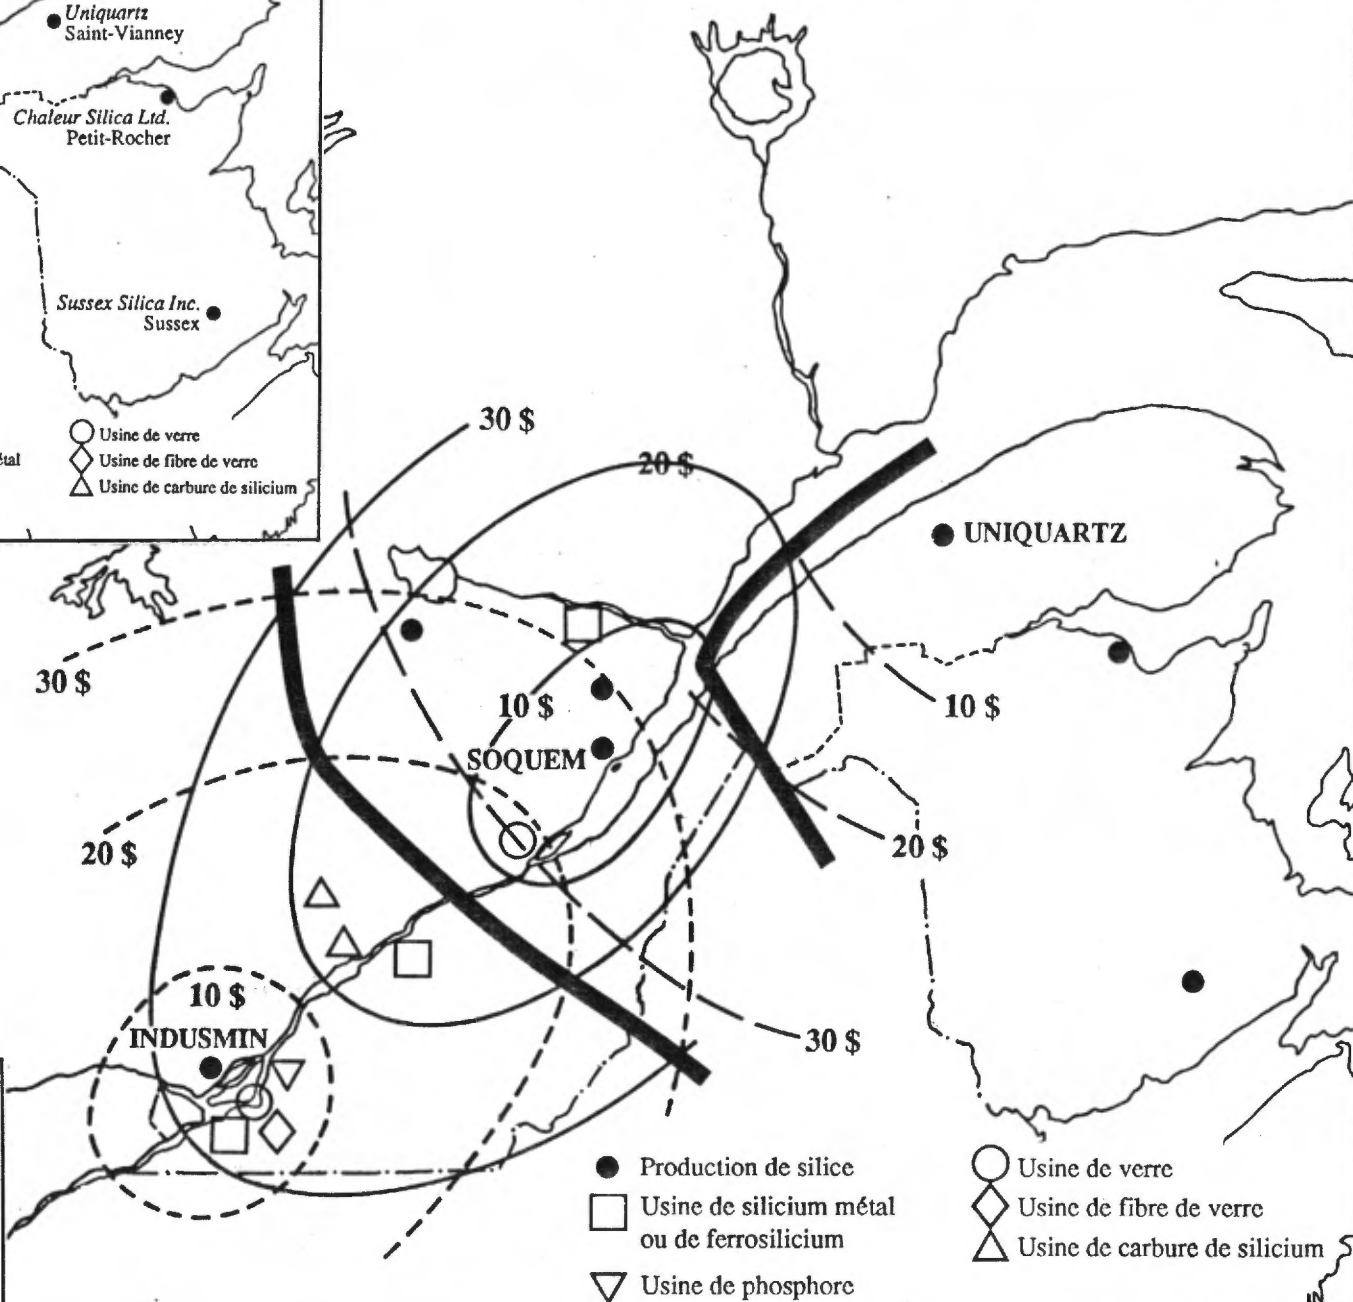 Uniquartz
Saint-Vianney
Chaleur Silica Ltd.
Petit-Rocher
Sussex Silica Inc.
Sussex
Usine de verre
étal
Usine de fibre de verre
Usine de carbure de silicium
30 $
20 $
UNIQUARTZ
30 $
10 $
10 $
SOQUEM
20 $
20 $
10 $
30 $
INDUSMIN
Production de silice
Usine de silicium métal
ou de ferrosilicium
Usine de phosphore
Usine de verre
Usine de fibre de verre
Usine de carbure de silicium